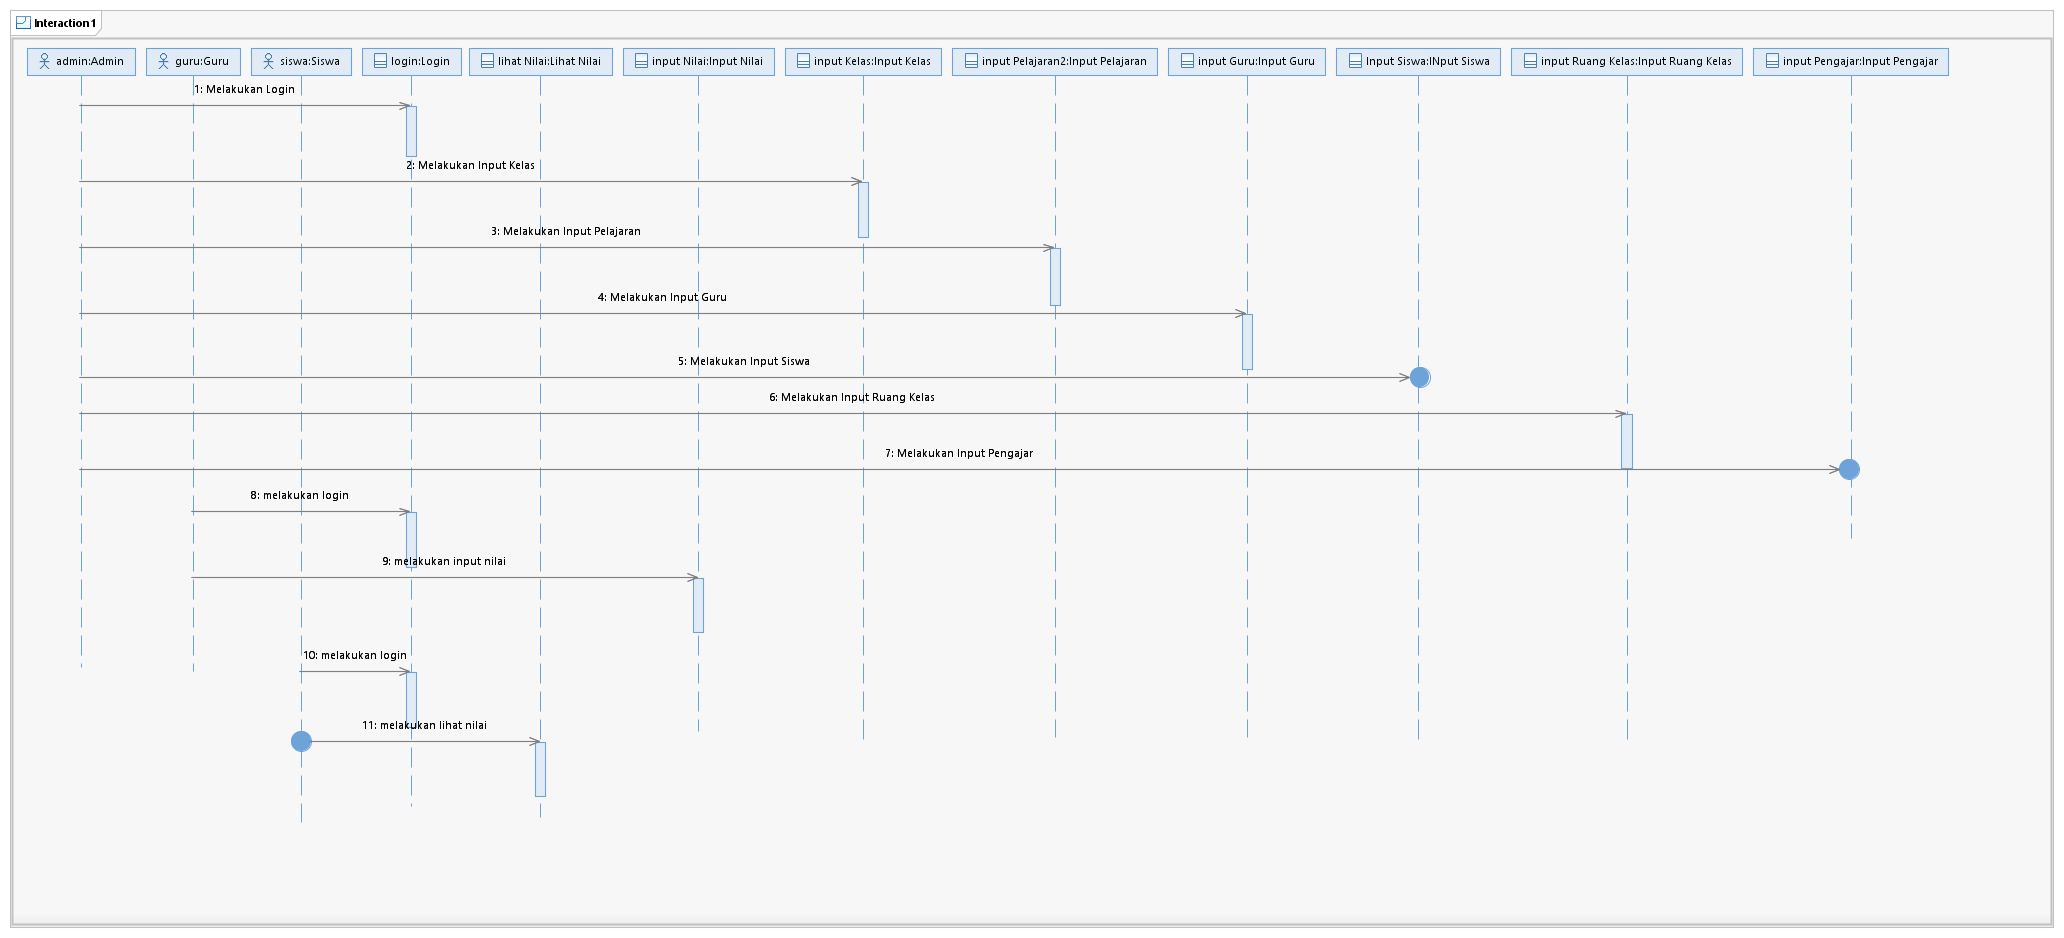 Interaction1
admin:Admin
guru:Guru
siswa:Siswa
login:Login
lihat Nilai:Lihat Nilai
input Nilai:Input Nilai
input Kelas:Input Kelas
input Pelajaran2:Input Pelajaran
input Guru:Input Guru
Input Siswa:INput Siswa
input Ruang Kelas:Input Ruang Kelas
input Pengajar:Input Pengajar
1: Melakukan Login
2: Melakukan Input Kelas
3: Melakukan Input Pelajaran
4: Melakukan Input Guru
5: Melakukan Input Siswa
6: Melakukan Input Ruang Kelas
7: Melakukan Input Pengajar
8: melakukan login
9: melakukan input nilai
10: melakukan login
11: melakukan lihat nilai